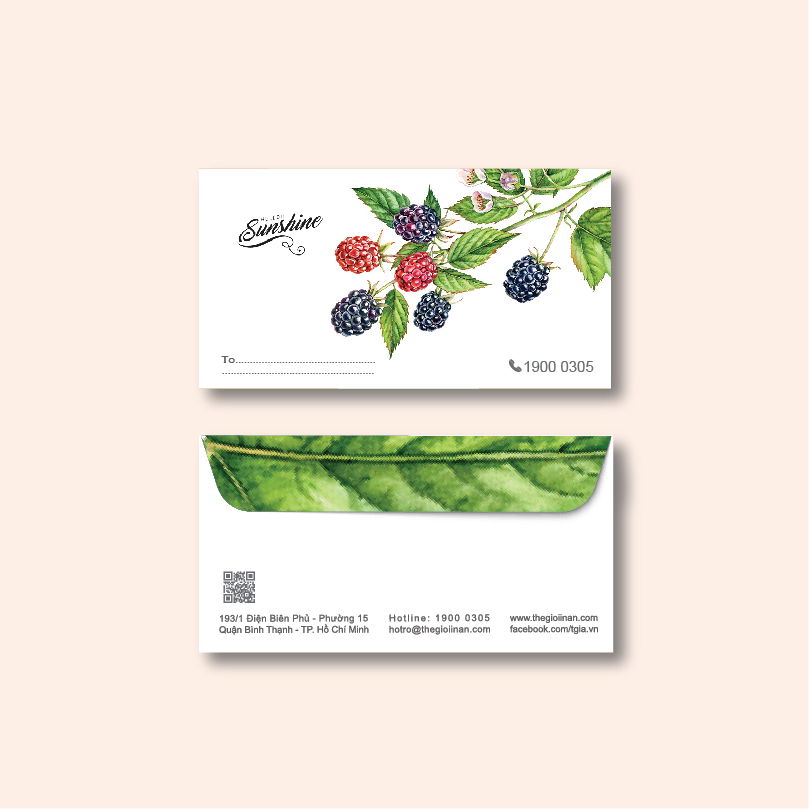 HELLO
Sunshine
To..................................................
..................................................
1900 0305
193/1 Điện Biên Phủ - Phường 15
Quận Bình Thạnh - TP. Hồ Chí Minh
Hotline: 1900 0305
hotro@thegioiinan.com
www.thegioiinan.com
facebook.com/tgia.vn